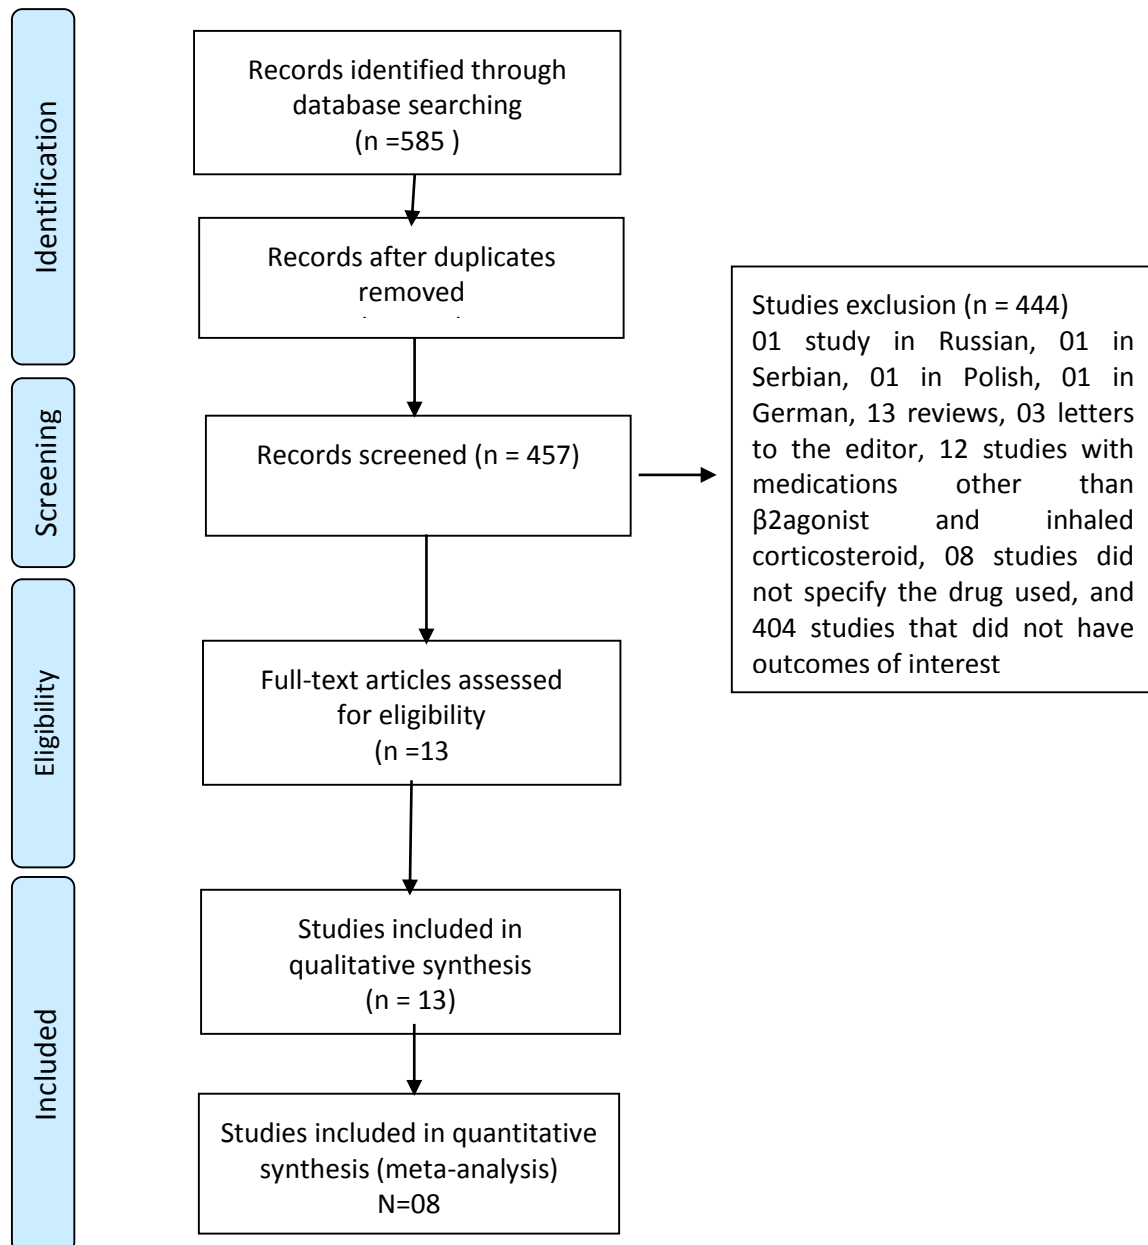 Identification
Records identified through
database searching
(n =585 )
Records after duplicates
removed
Screening
Records screened (n = 457)
Studies exclusion (n = 444)
01 study in Russian, 01 in
Serbian, 01 in Polish, 01 in
German, 13 reviews, 03 letters
to the editor, 12 studies with
medications other than
β2agonist and inhaled
corticosteroid, 08 studies did
not specify the drug used, and
404 studies that did not have
outcomes of interest
Eligibility
Full-text articles assessed
for eligibility
(n =13
Included
Studies included in
qualitative synthesis
(n = 13)
Studies included in quantitative
synthesis (meta-analysis)
N=08